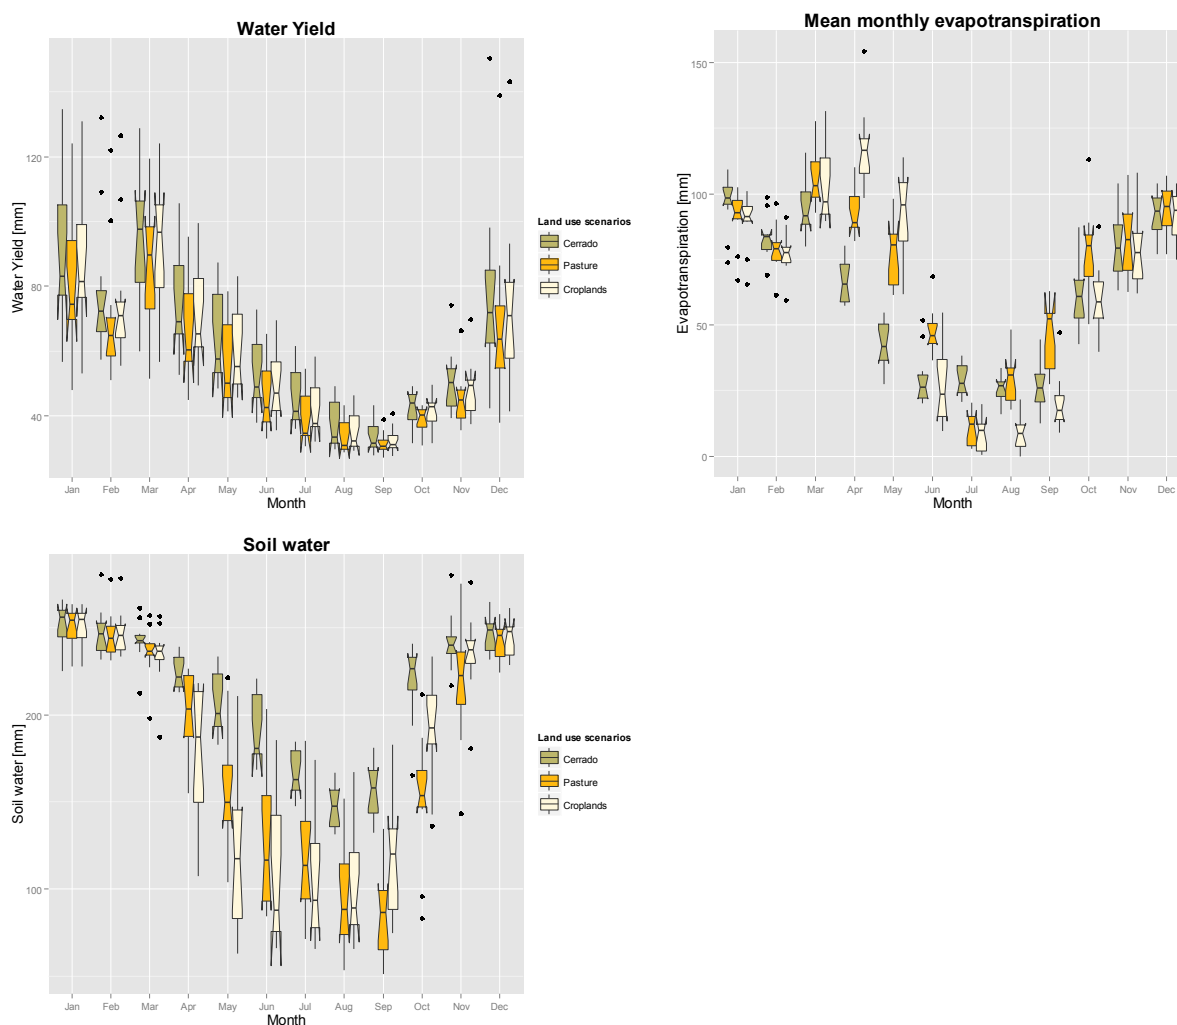 Water Yield
Water Yield [mm]
120
80
40
Jan Feb Mar Apr May Jun Jul Aug Sep Oct Nov Dec
Month
Land use scenarios
Cerrado
Pasture
Croplands
Mean monthly evapotranspiration
Evapotranspiration [mm]
150
100
50
0
Jan Feb Mar Apr May Jun Jul Aug Sep Oct Nov Dec
Month
Soil water
Soil water [mm]
200
100
Jan Feb Mar Apr May Jun Jul Aug Sep Oct Nov Dec
Month
Land use scenarios
Cerrado
Pasture
Croplands